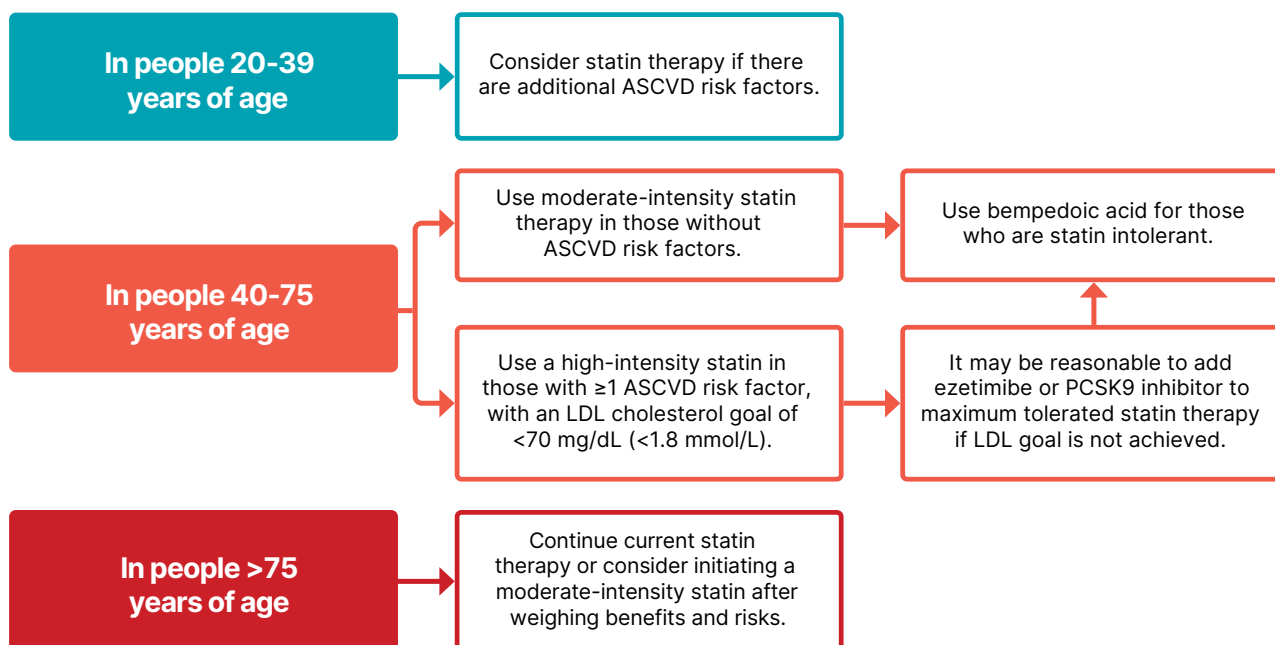 In people 20-39
years of age
Consider statin therapy if there
are additional ASCVD risk factors.
In people 40-75
years of age
Use moderate-intensity statin
therapy in those without
ASCVD risk factors.
Use bempedoic acid for those
who are statin intolerant.
Use a high-intensity statin in
those with ≥1 ASCVD risk factor,
with an LDL cholesterol goal of
<70 mg/dL (<1.8 mmol/L).
It may be reasonable to add
ezetimibe or PCSK9 inhibitor to
maximum tolerated statin therapy
if LDL goal is not achieved.
In people >75
years of age
Continue current statin
therapy or consider initiating a
moderate-intensity statin after
weighing benefits and risks.